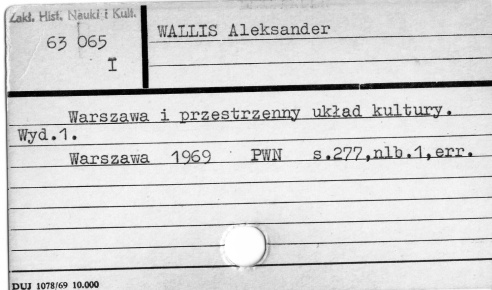 Zakł. Hist. Nauki i Kult.
63 065
I
WALLIS Aleksander
Warszawa i przestrzenny układ kultury.
Wyd.1.
Warszawa 1969 PWN s.277,nlb.1,err.
DUJ 1078/69 10.000